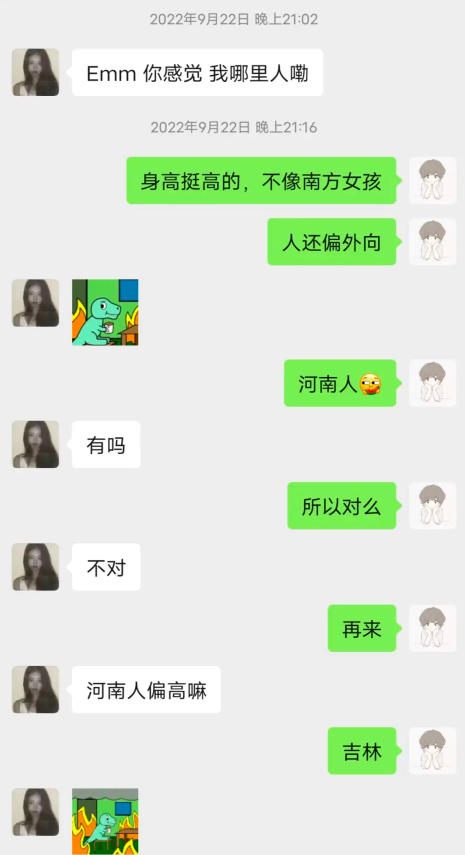 2022年9月22日 晚上21:02
Emm 你感觉 我哪里人嘞
2022年9月22日 晚上21:16
身高挺高的，不像南方女孩
人还偏外向
河南人
有吗
所以对么
不对
再来
河南人偏高嘛
吉林